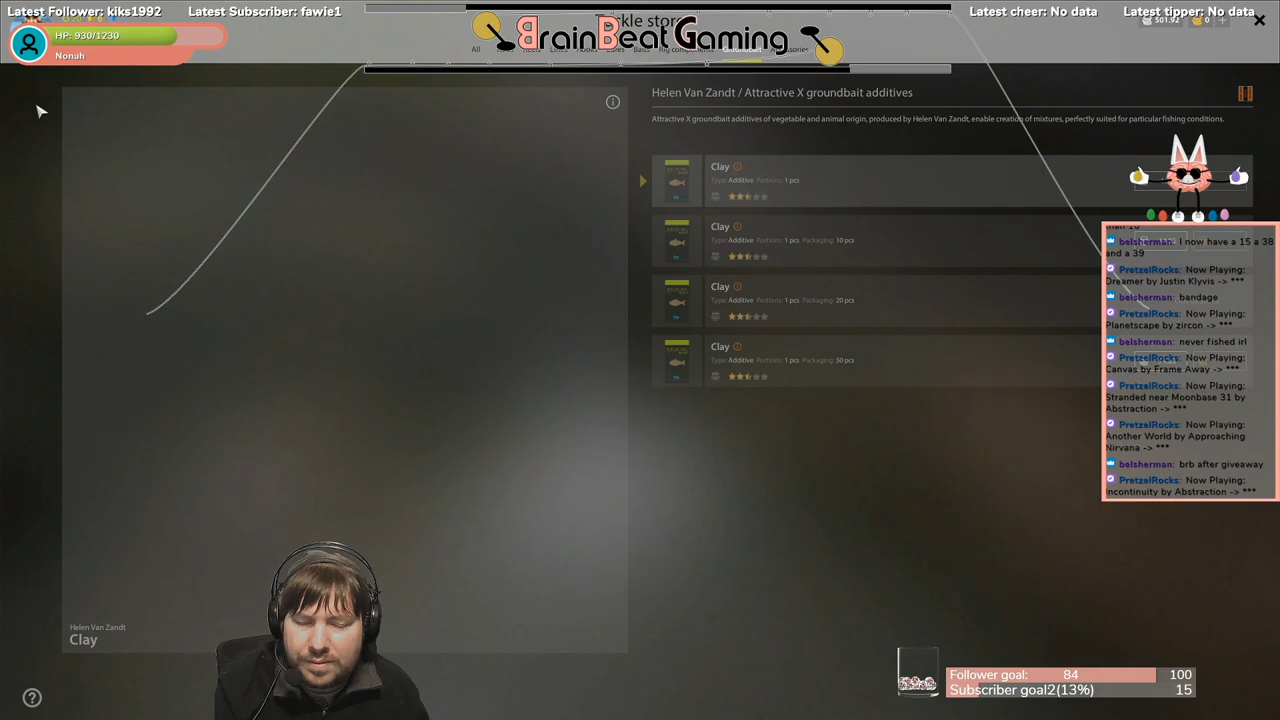 Latest Follower: kiks1992
Latest Subscriber: fawie1
Latest cheer: No data
Latest tipper: No data
HP: 930/1230
Nonah
BrainBeat Gaming
501.92
0
All
Groundbait
Helen Van Zandt / Attractive X groundbait additives
Attractive X groundbait additives of vegetable and animal origin, produced by Helen Van Zandt, enable creation of mixtures, perfectly suited for particular fishing conditions.
Clay
Type: Additive Portions: 1 pcs
Clay
Type: Additive Portions: 1 pcs Packaging: 10 pcs
Clay
Type: Additive Portions: 1 pcs Packaging: 20 pcs
Clay
Type: Additive Portions: 1 pcs Packaging: 50 pcs
belsherman: I now have a 15 a 38
and a 39
PretzelRocks: Now Playing:
Dreamer by Justin Klyvis -> ***
belsherman: bandage
PretzelRocks: Now Playing:
Planetscape by zircon -> ***
belsherman: never fished irl
PretzelRocks: Now Playing:
Canvas by Frame Away -> ***
PretzelRocks: Now Playing:
Stranded near Moonbase 31 by
Abstraction -> ***
PretzelRocks: Now Playing:
Another World by Approaching
Nirvana -> ***
belsherman: brb after giveaway
PretzelRocks: Now Playing:
Incontinuity by Abstraction -> ***
Helen Van Zandt
Clay
Follower goal: 84 100
Subscriber goal2(13%) 15